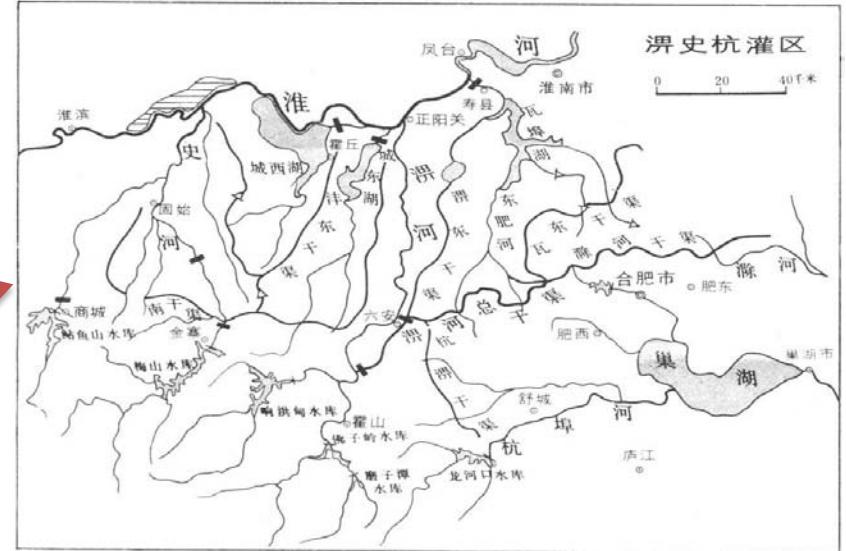 淠史杭灌区
0 20 40千米
凤台
河
淮南市
淮滨
淮
寿县
正阳关
瓦埠湖
史河
城西湖
霍丘
城东湖
淠河
淠东干渠
东肥河
瓦东干渠
沣东干渠
固始
滁河干渠
滁河
合肥市
肥东
商城
南干渠
鲇鱼山水库
金寨
六安
淠河总干渠
肥西
巢湖
巢湖市
梅山水库
杭淠干渠
响洪甸水库
舒城
霍山
杭埠河
佛子岭水库
磨子潭
水库
龙河口水库
庐江